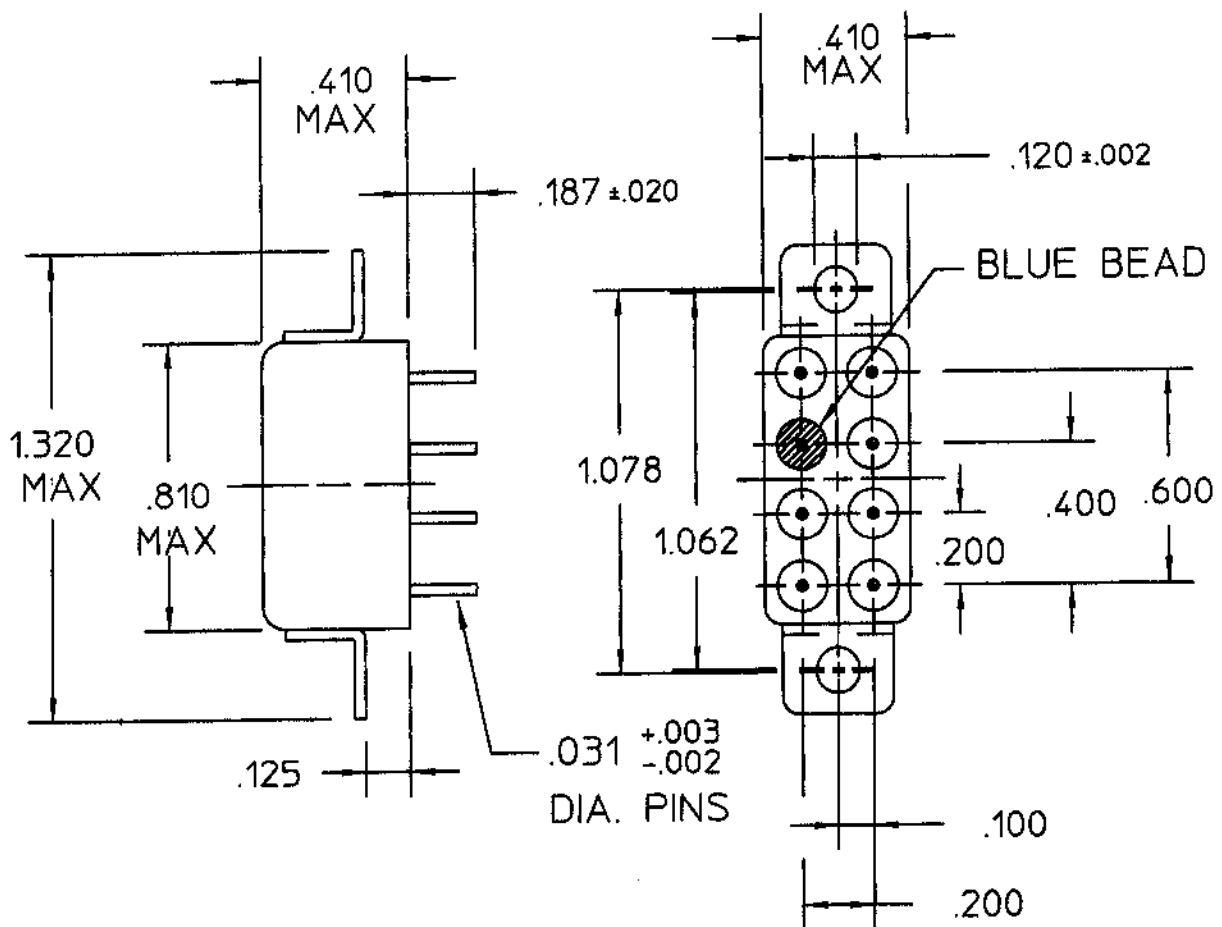 .410
MAX
.410
MAX
.120 ±.002
.187 ±.020
BLUE BEAD
1.320
MAX
.810
MAX
1.078
1.062
.200
.400
.600
.125
.031 +.003
-.002
DIA. PINS
.100
.200